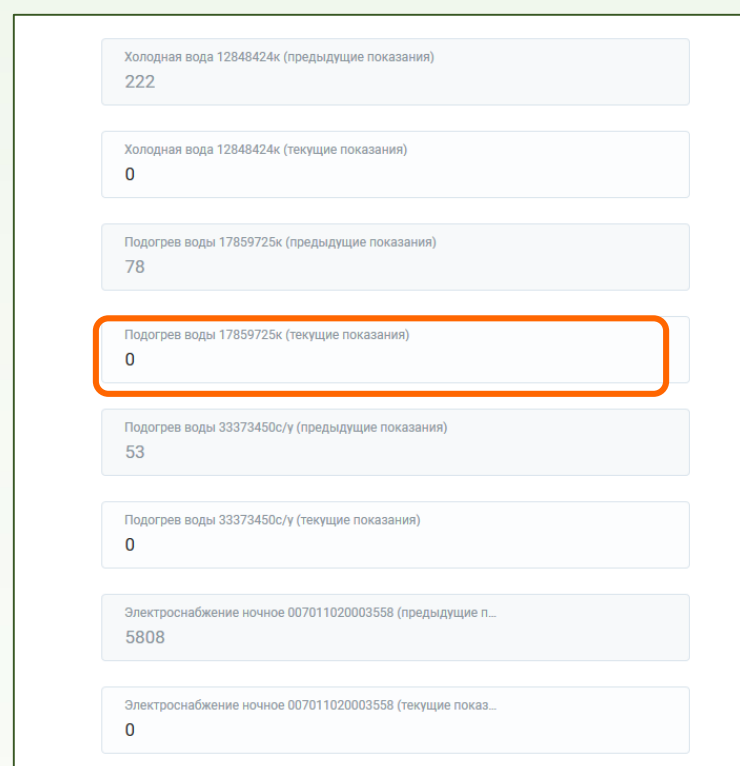 Холодная вода 12848424к (предыдущие показания)
222
Холодная вода 12848424к (текущие показания)
0
Подогрев воды 17859725к (предыдущие показания)
78
Подогрев воды 17859725к (текущие показания)
0
Подогрев воды 33373450с/у (предыдущие показания)
53
Подогрев воды 33373450с/у (текущие показания)
0
Электроснабжение ночное 007011020003558 (предыдущие п...
5808
Электроснабжение ночное 007011020003558 (текущие показ...
0